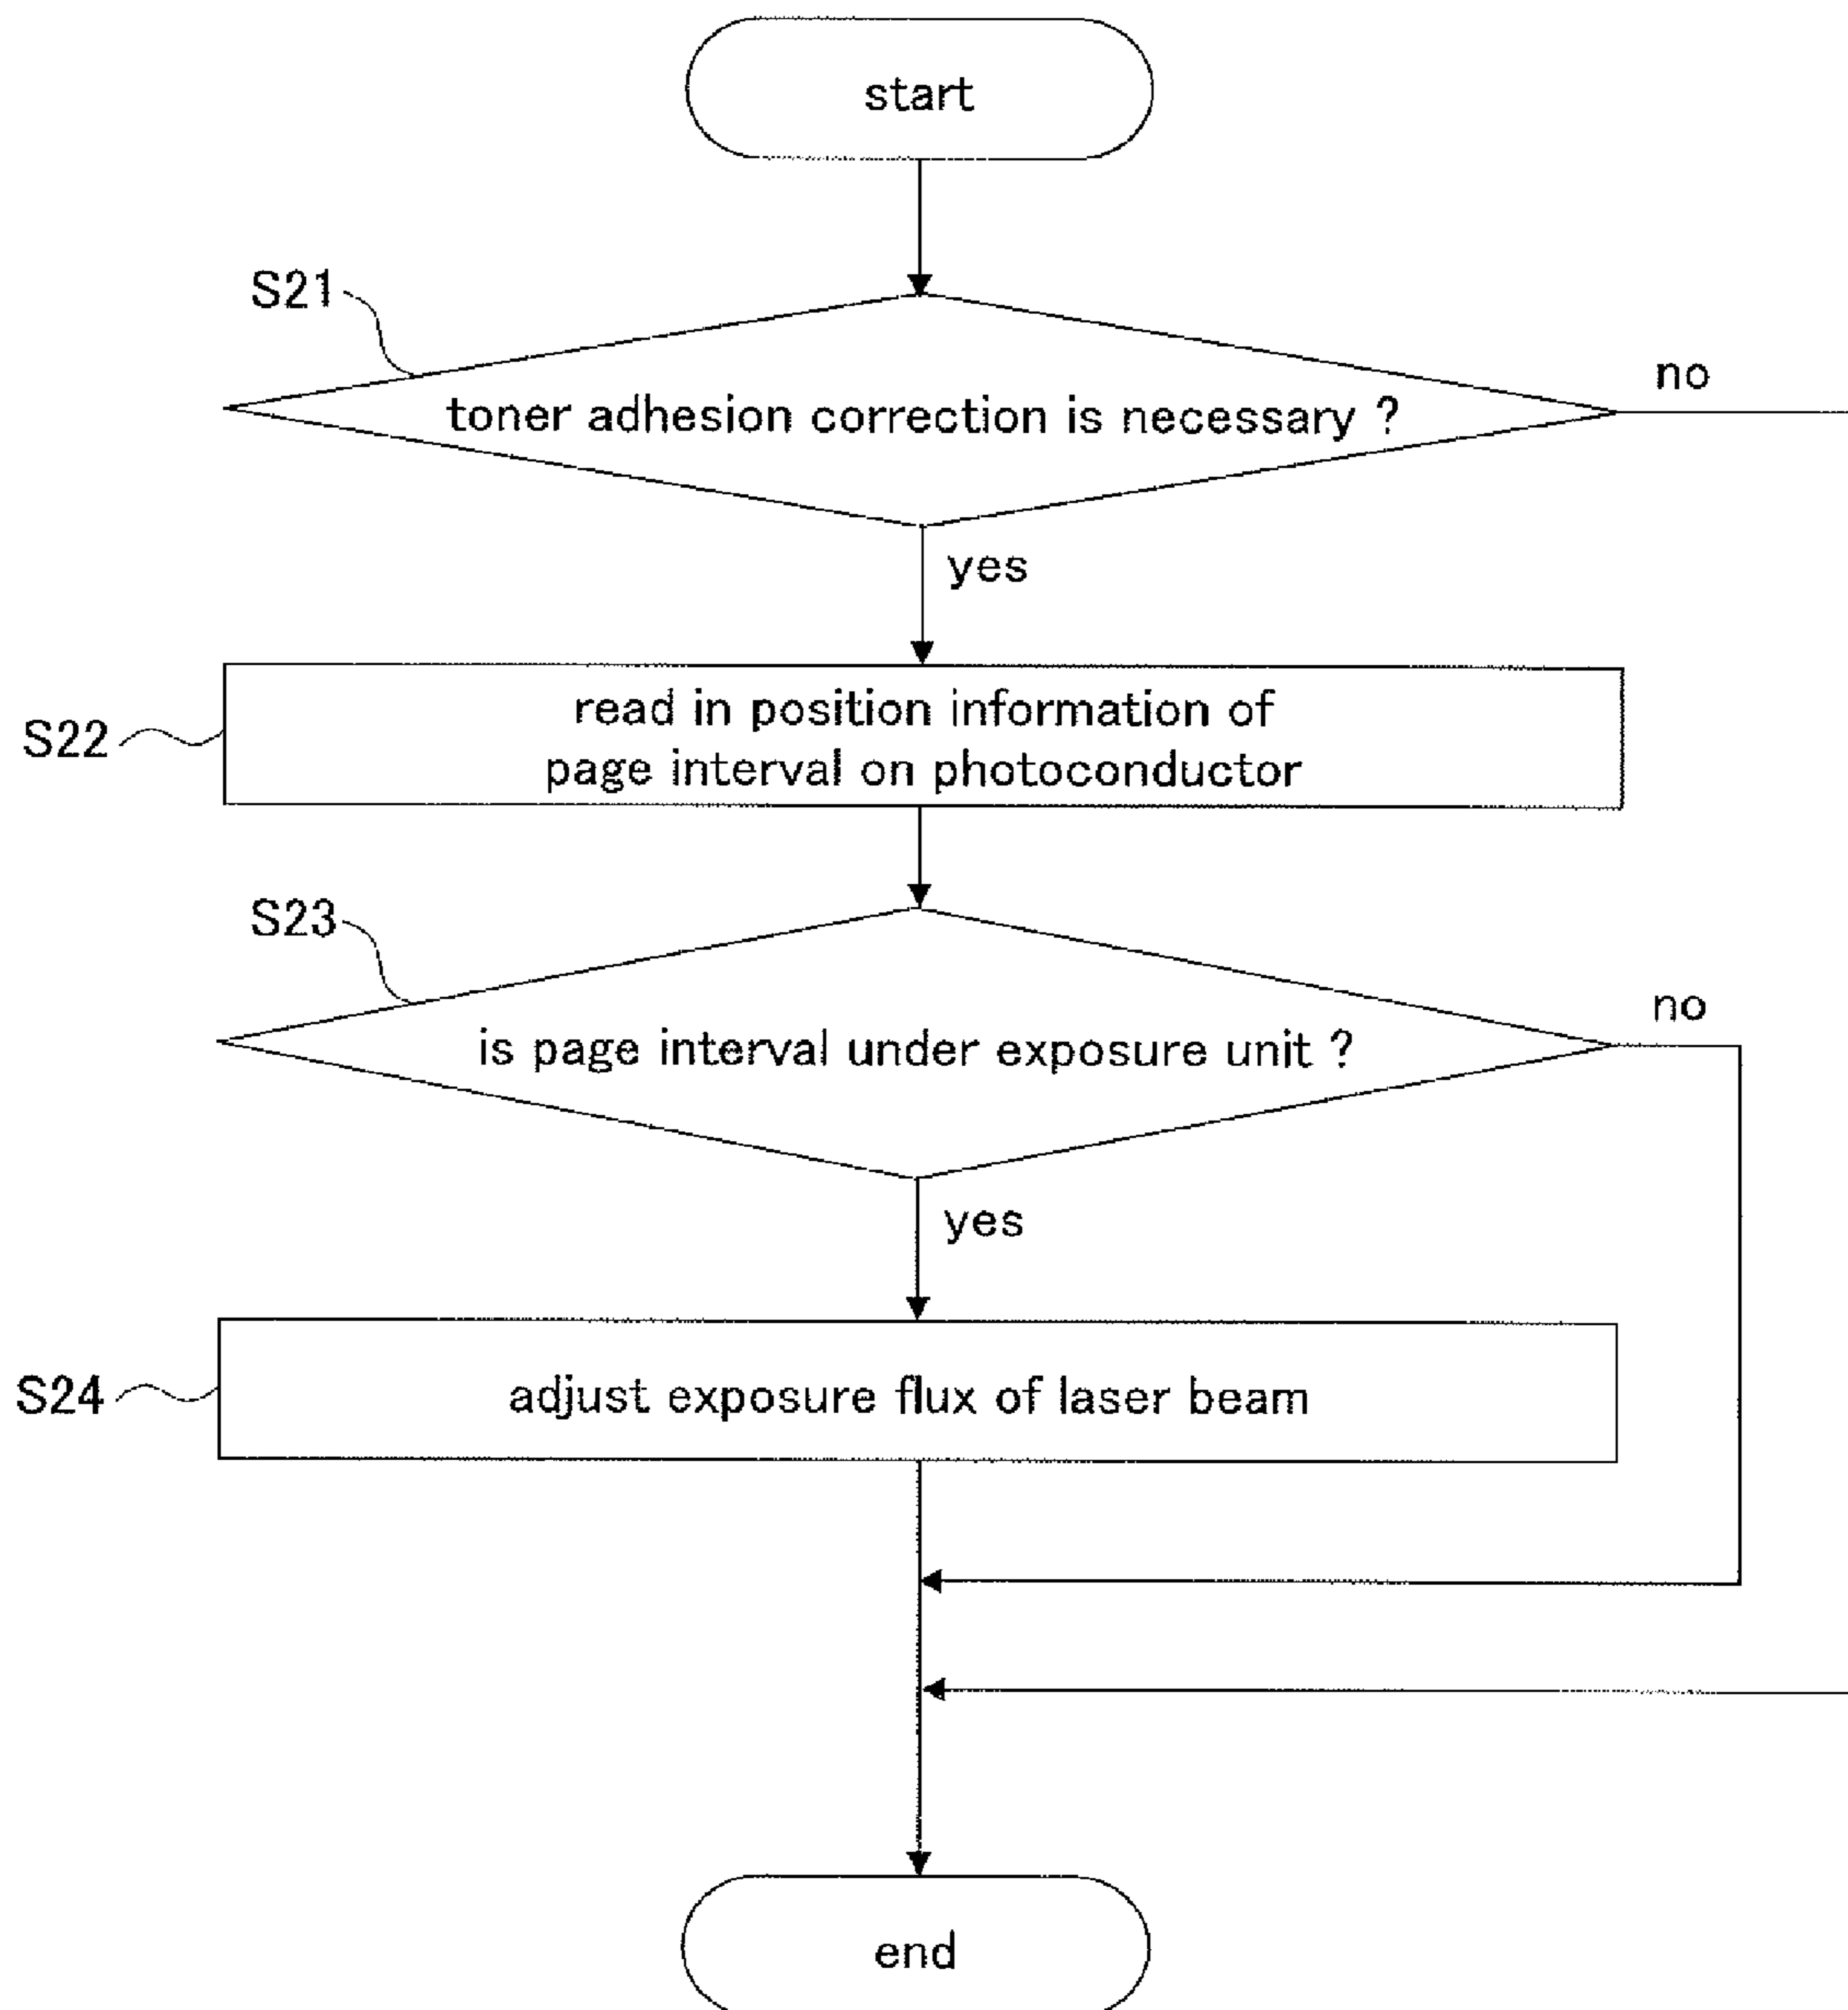 start
S21
no
toner adhesion correction is necessary ?
yes
S22
read in position information of
page interval on photoconductor
S23
no
is page interval under exposure unit ?
yes
S24
adjust exposure flux of laser beam
end